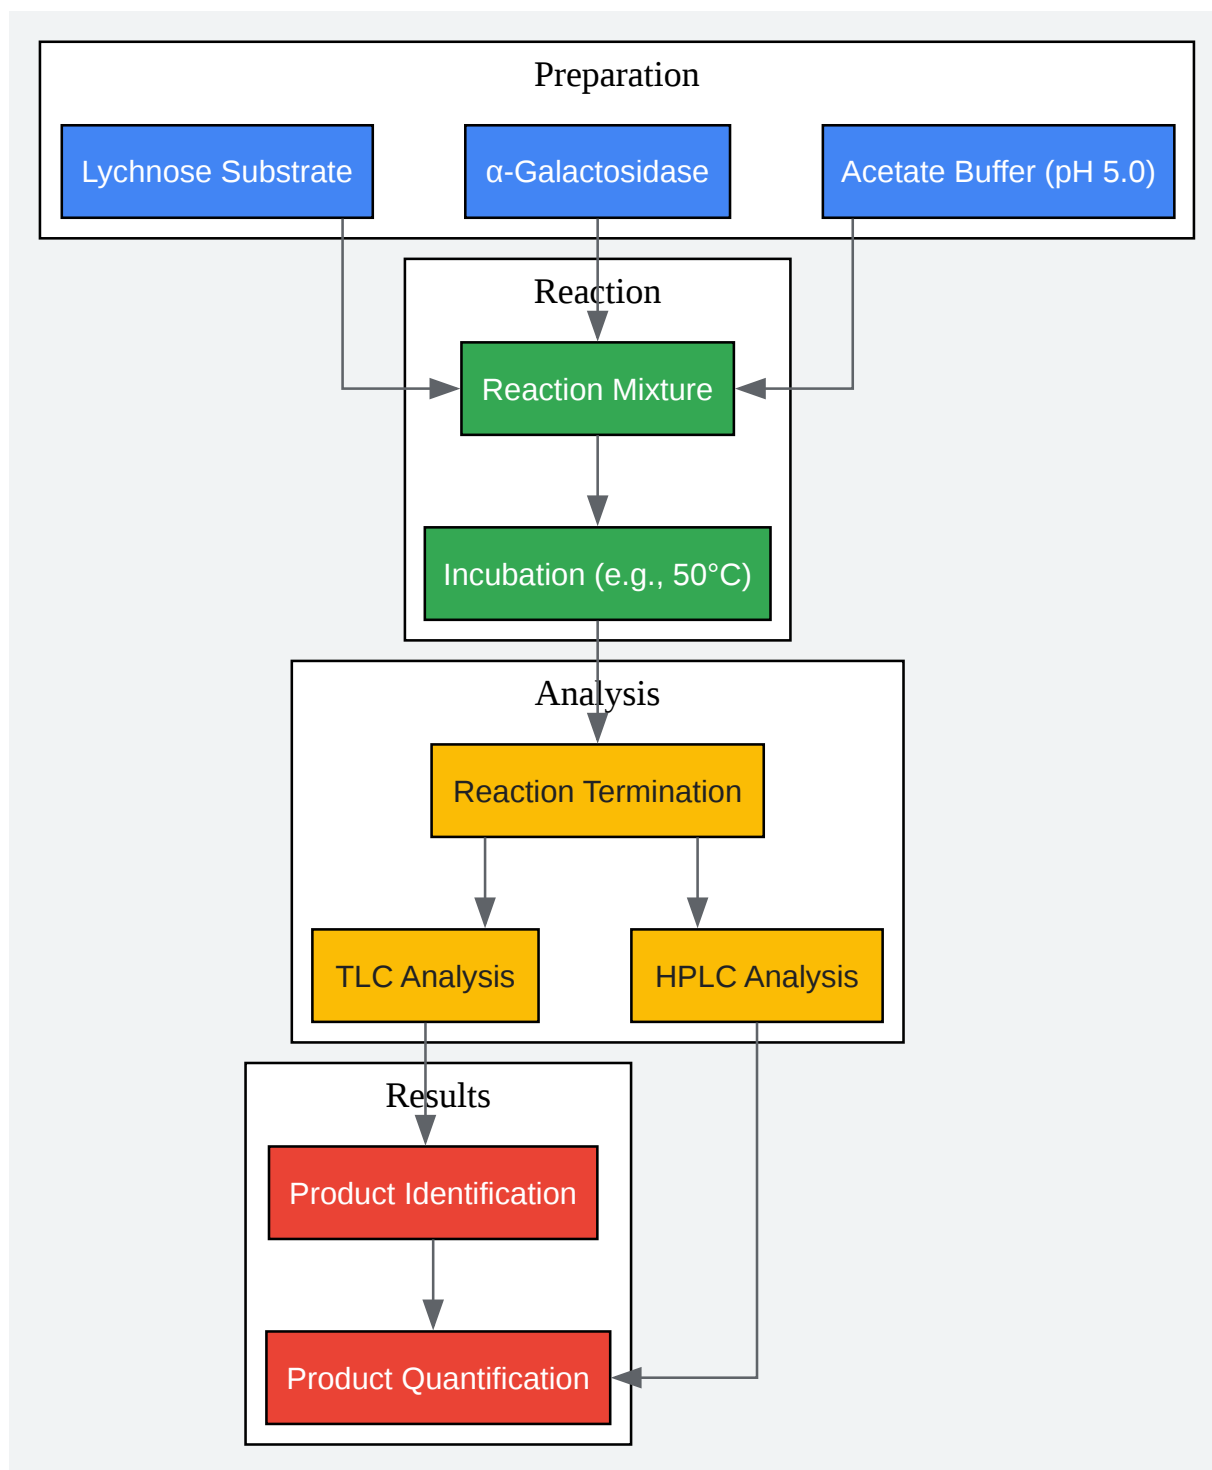 Preparation
Lychnose Substrate
α-Galactosidase
Acetate Buffer (pH 5.0)
Reaction
Reaction Mixture
Incubation (e.g., 50°C)
Analysis
Reaction Termination
TLC Analysis
HPLC Analysis
Results
Product Identification
Product Quantification